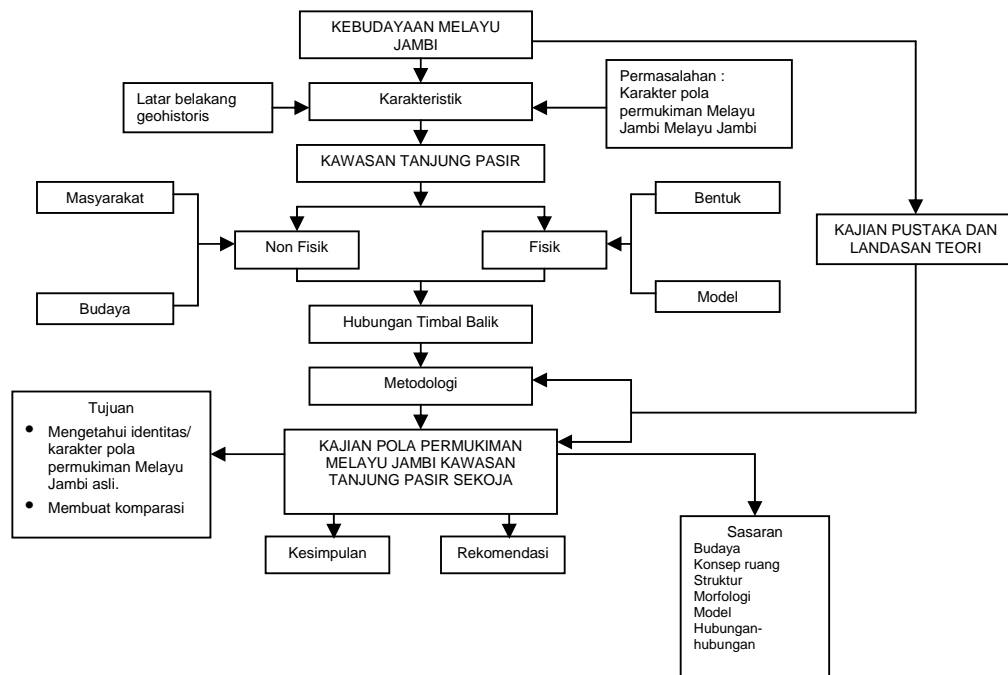 KEBUDAYAAN MELAYU
JAMBI
Latar belakang
geohistoris
Karakteristik
Permasalahan :
Karakter pola
permukiman Melayu
Jambi Melayu Jambi
KAWASAN TANJUNG PASIR
Masyarakat
Bentuk
Non Fisik
Fisik
KAJIAN PUSTAKA DAN
LANDASAN TEORI
Budaya
Model
Hubungan Timbal Balik
Metodologi
Tujuan
• Mengetahui identitas/
karakter pola
permukiman Melayu
Jambi asli.
• Membuat komparasi
KAJIAN POLA PERMUKIMAN
MELAYU JAMBI KAWASAN
TANJUNG PASIR SEKOJA
Kesimpulan
Rekomendasi
Sasaran
Budaya
Konsep ruang
Struktur
Morfologi
Model
Hubungan-
hubungan